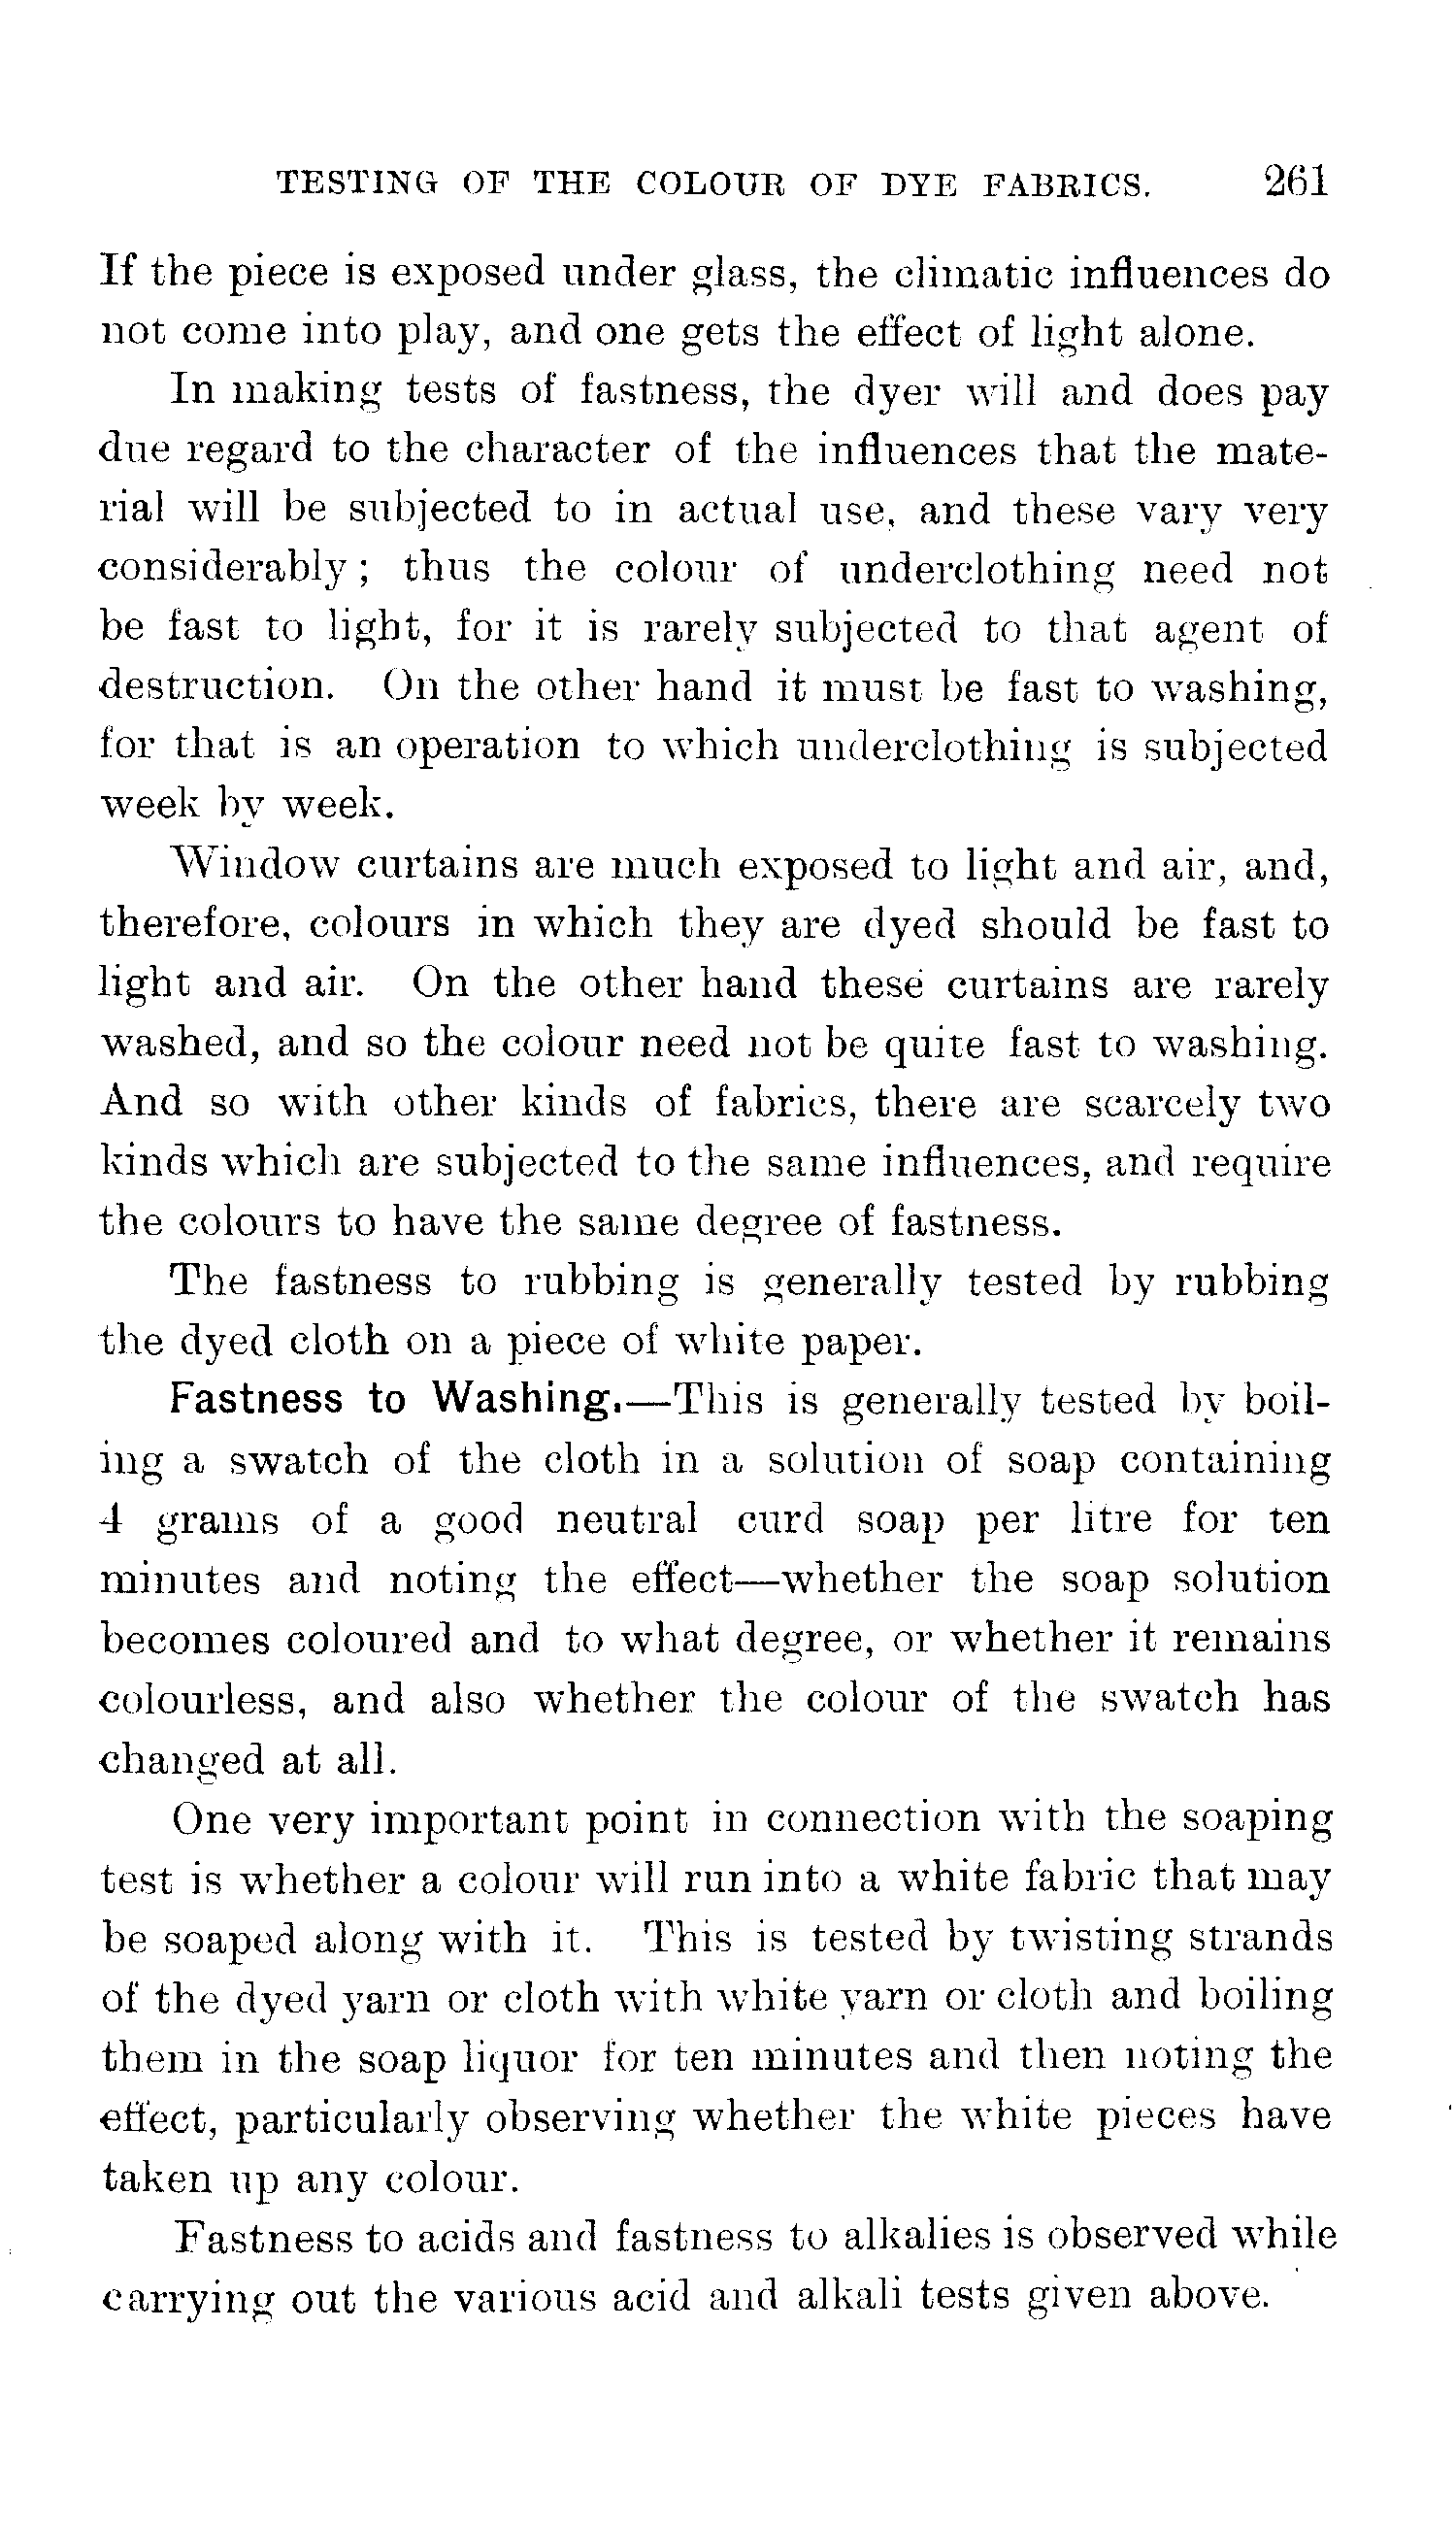 TESTING OF THE COLOUR OF DYE FABRICS. 261
If the piece is exposed under glass, the climatic influences do
not come into play, and one gets the effect of light alone.
In making tests of fastness, the dyer will and does pay
due regard to the character of the influences that the mate-
rial will be subjected to in actual use, and these vary very
considerably; thus the colour of underclothing need not
be fast to light, for it is rarely subjected to that agent of
destruction. On the other hand it must be fast to washing,
for that is an operation to which underclothing is subjected
week by week.
Window curtains are much exposed to light and air, and,
therefore, colours in which they are dyed should be fast to
light and air. On the other hand these curtains are rarely
washed, and so the colour need not be quite fast to washing.
And so with other kinds of fabrics, there are scarcely two
kinds which are subjected to the same influences, and require
the colours to have the same degree of fastness.
The fastness to rubbing is generally tested by rubbing
the dyed cloth on a piece of white paper.
Fastness to Washing.—This is generally tested by boil-
ing a swatch of the cloth in a solution of soap containing
4 grams of a good neutral curd soap per litre for ten
minutes and noting the effect—whether the soap solution
becomes coloured and to what degree, or whether it remains
colourless, and also whether the colour of the swatch has
changed at all.
One very important point in connection with the soaping
test is whether a colour will run into a white fabric that may
be soaped along with it. This is tested by twisting strands
of the dyed yarn or cloth with white yarn or cloth and boiling
them in the soap liquor for ten minutes and then noting the
effect, particularly observing whether the white pieces have
taken up any colour.
Fastness to acids and fastness to alkalies is observed while
carrying out the various acid and alkali tests given above.